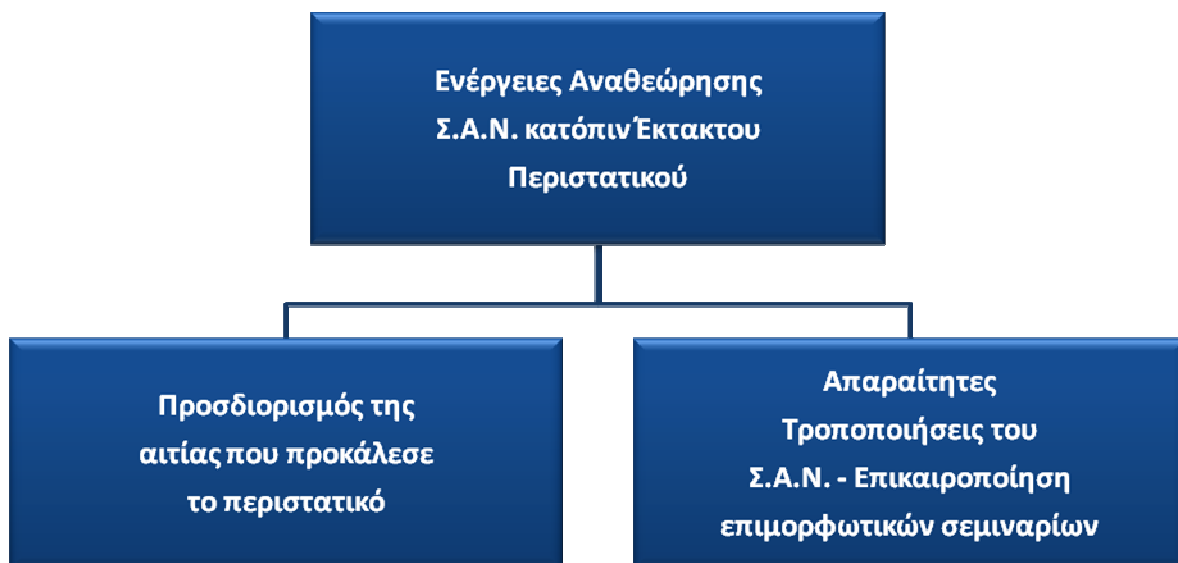 Ενέργειες Αναθεώρησης
Σ.Α.Ν. κατόπιν Έκτακτου
Περιστατικού
Προσδιορισμός της
αιτίας που προκάλεσε
το περιστατικό
Απαραίτητες
Τροποποιήσεις του
Σ.Α.Ν. - Επικαιροποίηση
επιμορφωτικών σεμιναρίων